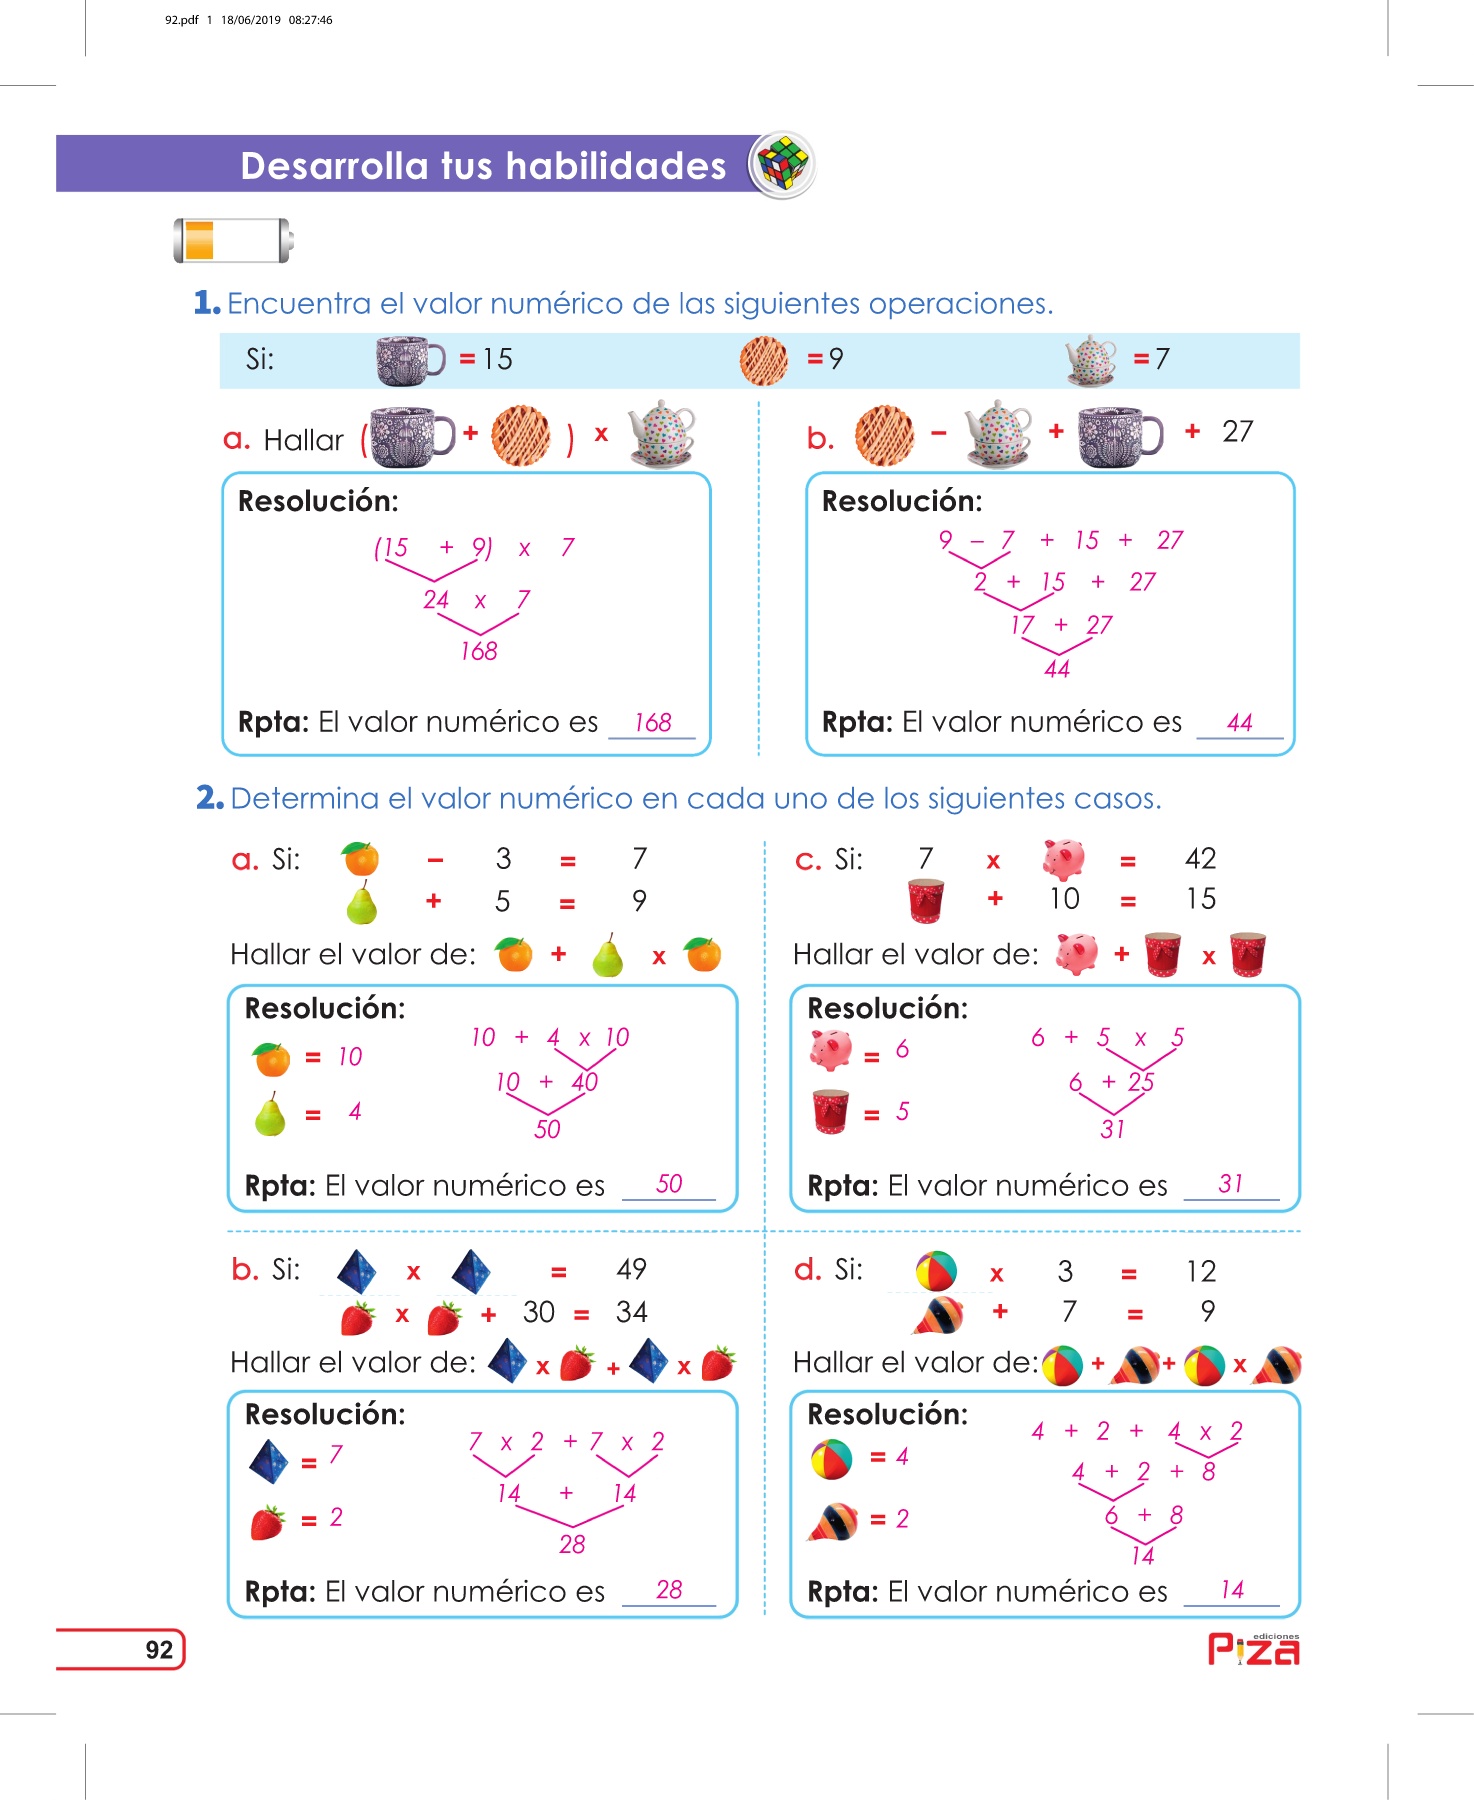 92.pdf 1 18/06/2019 08:27:46
Desarrolla tus habilidades
1. Encuentra el valor numérico de las siguientes operaciones.
Si: = 15 = 9 = 7
a. Hallar ( + ) x
Resolución:
(15 + 9) x 7
24 x 7
168
Rpta: El valor numérico es 168
b. - + + 27
Resolución:
9 - 7 + 15 + 27
2 + 15 + 27
17 + 27
44
Rpta: El valor numérico es 44
2. Determina el valor numérico en cada uno de los siguientes casos.
a. Si: - 3 = 7
+ 5 = 9
Hallar el valor de: + x
Resolución:
= 10
= 4
10 + 4 x 10
10 + 40
50
Rpta: El valor numérico es 50
c. Si: 7 x = 42
+ 10 = 15
Hallar el valor de: + x
Resolución:
= 6
= 5
6 + 5 x 5
6 + 25
31
Rpta: El valor numérico es 31
b. Si: x = 49
x + 30 = 34
Hallar el valor de: x + x
Resolución:
= 7
= 2
7 x 2 + 7 x 2
14 + 14
28
Rpta: El valor numérico es 28
d. Si: x 3 = 12
+ 7 = 9
Hallar el valor de: + + x
Resolución:
= 4
= 2
4 + 2 + 4 x 2
4 + 2 + 8
6 + 8
14
Rpta: El valor numérico es 14
92
ediciones
Piza